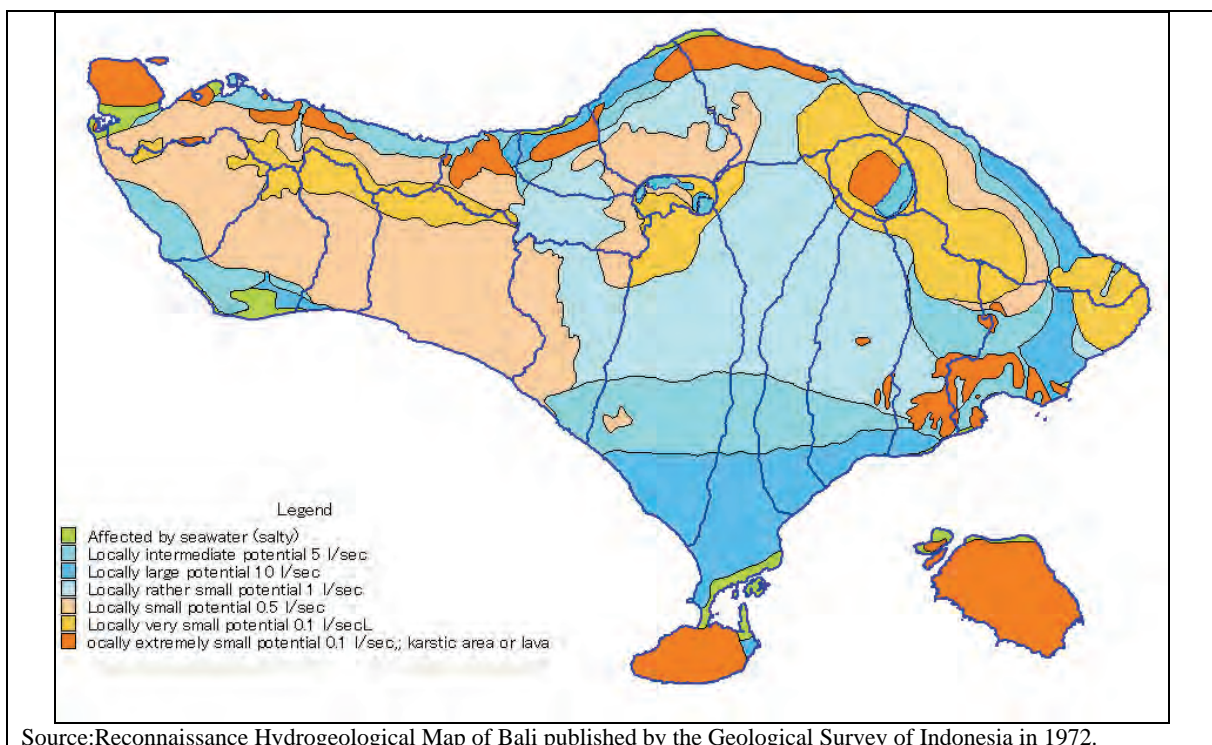 Legend
Affected by seawater (salty)
Locally intermediate potential 5 l/sec
Locally large potential 10 l/sec
Locally rather small potential 1 l/sec
Locally small potential 0.5 l/sec
Locally very small potential 0.1 l/secL
ocally extremely small potential 0.1 l/sec,; karstic area or lava
Source:Reconnaissance Hydrogeological Map of Bali published by the Geological Survey of Indonesia in 1972.